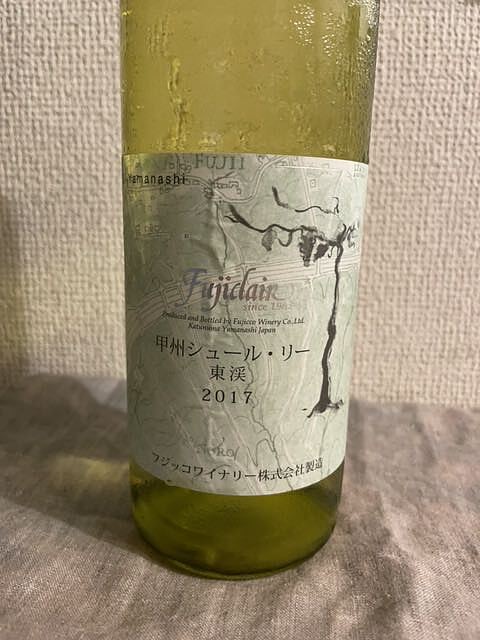 FUJII
Yamanashi
Fujiclair
since 1963
Produced and Bottled by Fujicco Winery Co.,Ltd.
Katunuma Yamanashi Japan
甲州シュール・リー
東渓
2017
フジッコワイナリー株式会社製造